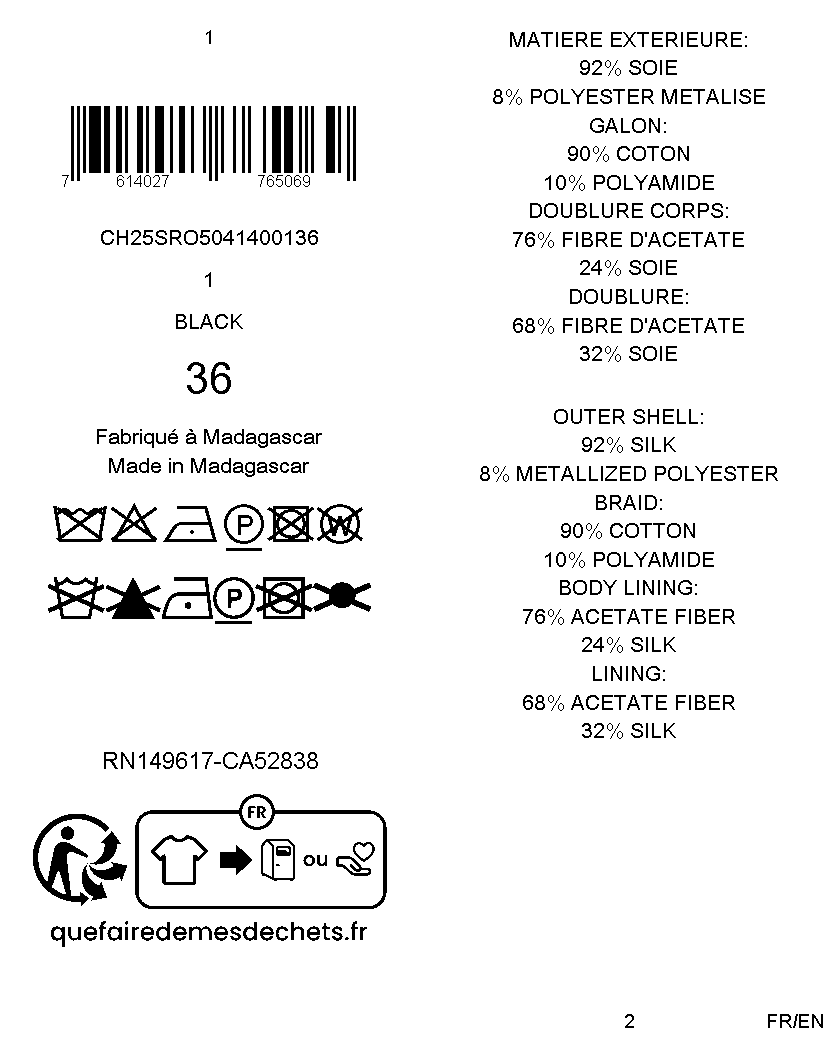 1
7 614027 765069
CH25SRO5041400136
1
BLACK
36
Fabriqué à Madagascar
Made in Madagascar
P W
P
RN149617-CA52838
FR
ou
quefairedemesdechets.fr
MATIERE EXTERIEURE:
92% SOIE
8% POLYESTER METALISE
GALON:
90% COTON
10% POLYAMIDE
DOUBLURE CORPS:
76% FIBRE D'ACETATE
24% SOIE
DOUBLURE:
68% FIBRE D'ACETATE
32% SOIE
OUTER SHELL:
92% SILK
8% METALLIZED POLYESTER
BRAID:
90% COTTON
10% POLYAMIDE
BODY LINING:
76% ACETATE FIBER
24% SILK
LINING:
68% ACETATE FIBER
32% SILK
2
FR/EN